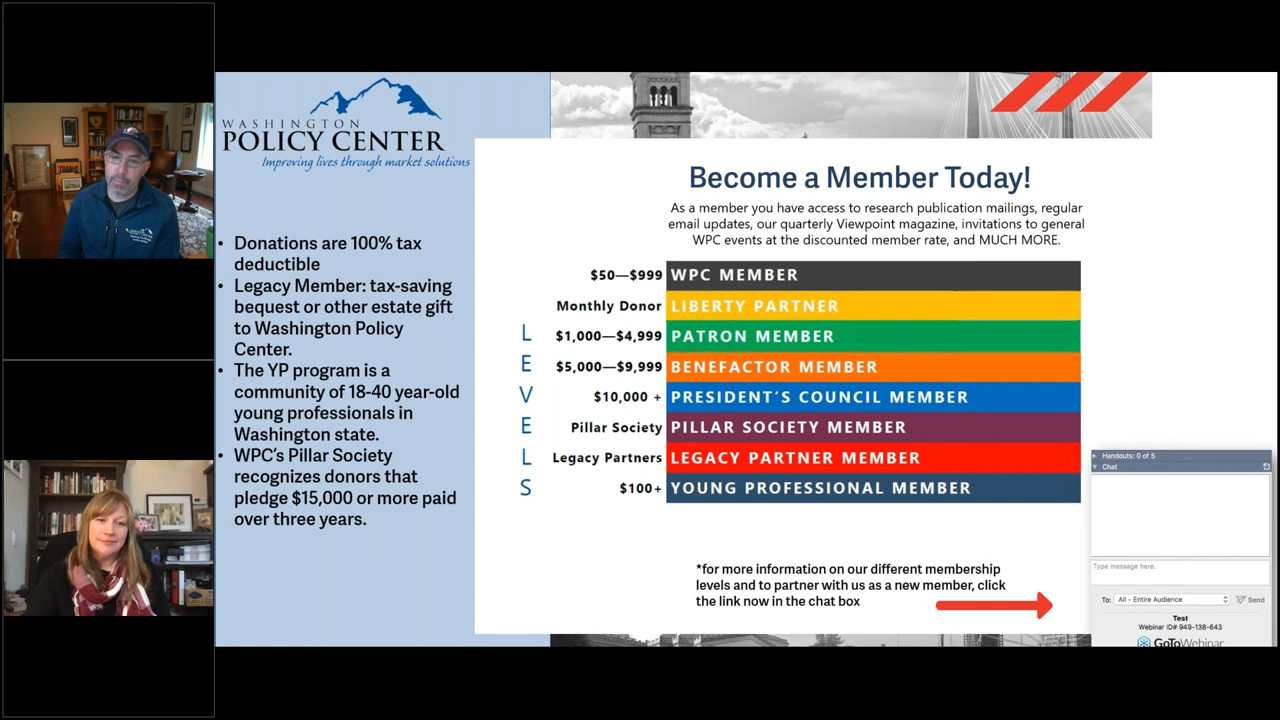 WASHINGTON
POLICY CENTER
Improving lives through market solutions
• Donations are 100% tax
deductible
• Legacy Member: tax-saving
bequest or other estate gift
to Washington Policy
Center.
• The YP program is a
community of 18-40 year-old
young professionals in
Washington state.
• WPC's Pillar Society
recognizes donors that
pledge $15,000 or more paid
over three years.
Become a Member Today!
As a member you have access to research publication mailings, regular
email updates, our quarterly Viewpoint magazine, invitations to general
WPC events at the discounted member rate, and MUCH MORE.
LEVELS
$50—$999 WPC MEMBER
Monthly Donor LIBERTY PARTNER
$1,000—$4,999 PATRON MEMBER
$5,000—$9,999 BENEFACTOR MEMBER
$10,000 + PRESIDENT'S COUNCIL MEMBER
Pillar Society PILLAR SOCIETY MEMBER
Legacy Partners LEGACY PARTNER MEMBER
$100+ YOUNG PROFESSIONAL MEMBER
*for more information on our different membership
levels and to partner with us as a new member, click
the link now in the chat box
Handouts: 0 of 5
Chat
Type message here.
To: All - Entire Audience Send
Test
Webinar ID# 949-138-643
GoToWebinar